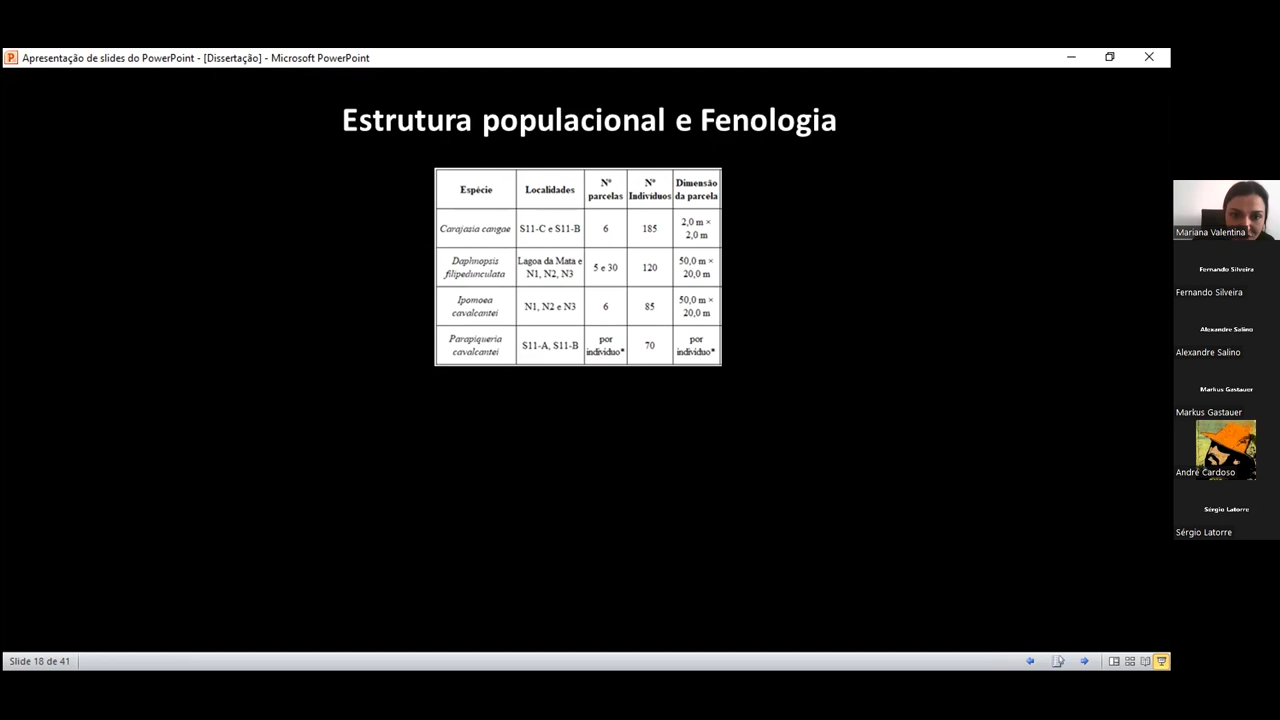 Apresentação de slides do PowerPoint - [Dissertação] - Microsoft PowerPoint
Estrutura populacional e Fenologia
Espécie
Localidades
Nº
parcelas
Nº
Indivíduos
Dimensão
da parcela
Carajasia cangae
S11-C e S11-B
6
185
2,0 m ×
2,0 m
Daphnopsis
filipedunculata
Lagoa da Mata e
N1, N2, N3
5 e 30
120
50,0 m ×
20,0 m
Ipomoea
cavalcantei
N1, N2 e N3
6
85
50,0 m ×
20,0 m
Parapiqueria
cavalcantei
S11-A, S11-B
por
indivíduo*
70
por
indivíduo*
Mariana Valentina
Fernando Silveira
Fernando Silveira
Alexandre Salino
Alexandre Salino
Markus Gastauer
Markus Gastauer
André Cardoso
Sérgio Latorre
Sérgio Latorre
Slide 18 de 41